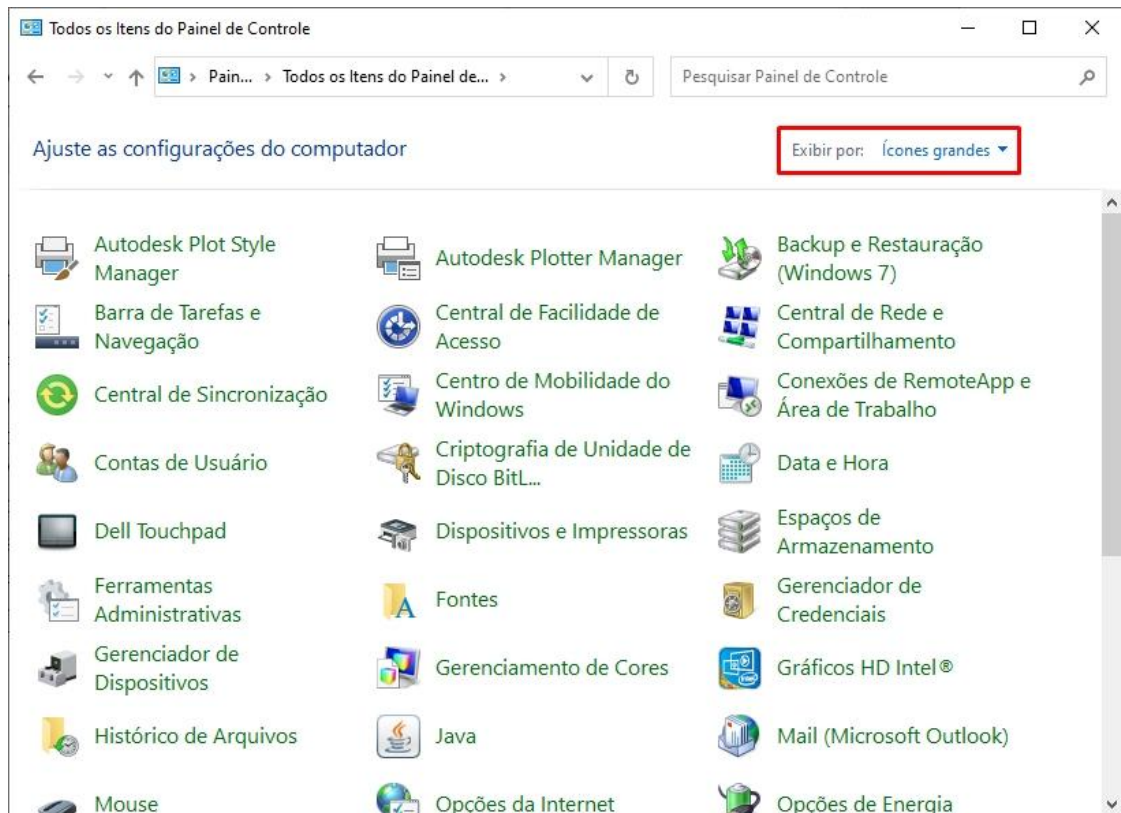 Todos os Itens do Painel de Controle
Pain... > Todos os Itens do Painel de... >
Pesquisar Painel de Controle
Ajuste as configurações do computador
Exibir por: Ícones grandes
Autodesk Plot Style
Manager
Autodesk Plotter Manager
Backup e Restauração
(Windows 7)
Barra de Tarefas e
Navegação
Central de Facilidade de
Acesso
Central de Rede e
Compartilhamento
Central de Sincronização
Centro de Mobilidade do
Windows
Conexões de RemoteApp e
Área de Trabalho
Contas de Usuário
Criptografia de Unidade de
Disco BitL...
Data e Hora
Dell Touchpad
Dispositivos e Impressoras
Espaços de
Armazenamento
Ferramentas
Administrativas
Fontes
Gerenciador de
Credenciais
Gerenciador de
Dispositivos
Gerenciamento de Cores
Gráficos HD Intel®
Histórico de Arquivos
Java
Mail (Microsoft Outlook)
Mouse
Opções da Internet
Opções de Energia